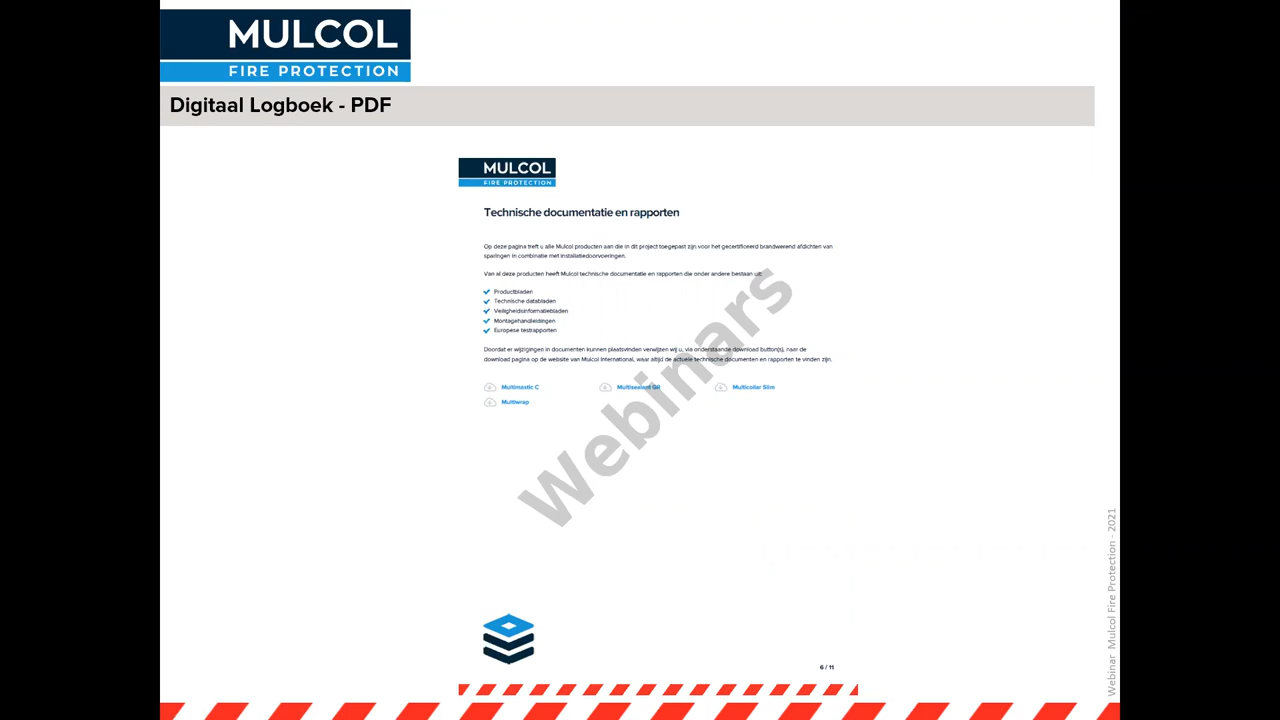 MULCOL
FIRE PROTECTION
Digitaal Logboek - PDF
MULCOL
FIRE PROTECTION
Technische documentatie en rapporten
Op deze pagina treft u alle Mulcol producten aan die in dit project toegepast zijn voor het gecertificeerd brandwerend afdichten van
sparingen in combinatie met installatiedoorvoeringen.
Van al deze producten heeft Mulcol technische documentatie en rapporten die onder andere bestaan uit:
Productbladen
Technische databladen
Veiligheidsinformatiebladen
Montagehandleidingen
Europese testrapporten
Doordat er wijzigingen in documenten kunnen plaatsvinden verwijzen wij u, via onderstaande download button(s), naar de
download pagina op de website van Mulcol International, waar altijd de actuele technische documenten en rapporten te vinden zijn.
Multimastic C Multisealant GR Multicollar Slim
Multiwrap
Webinars
6 / 11
Webinar Mulcol Fire Protection - 2021